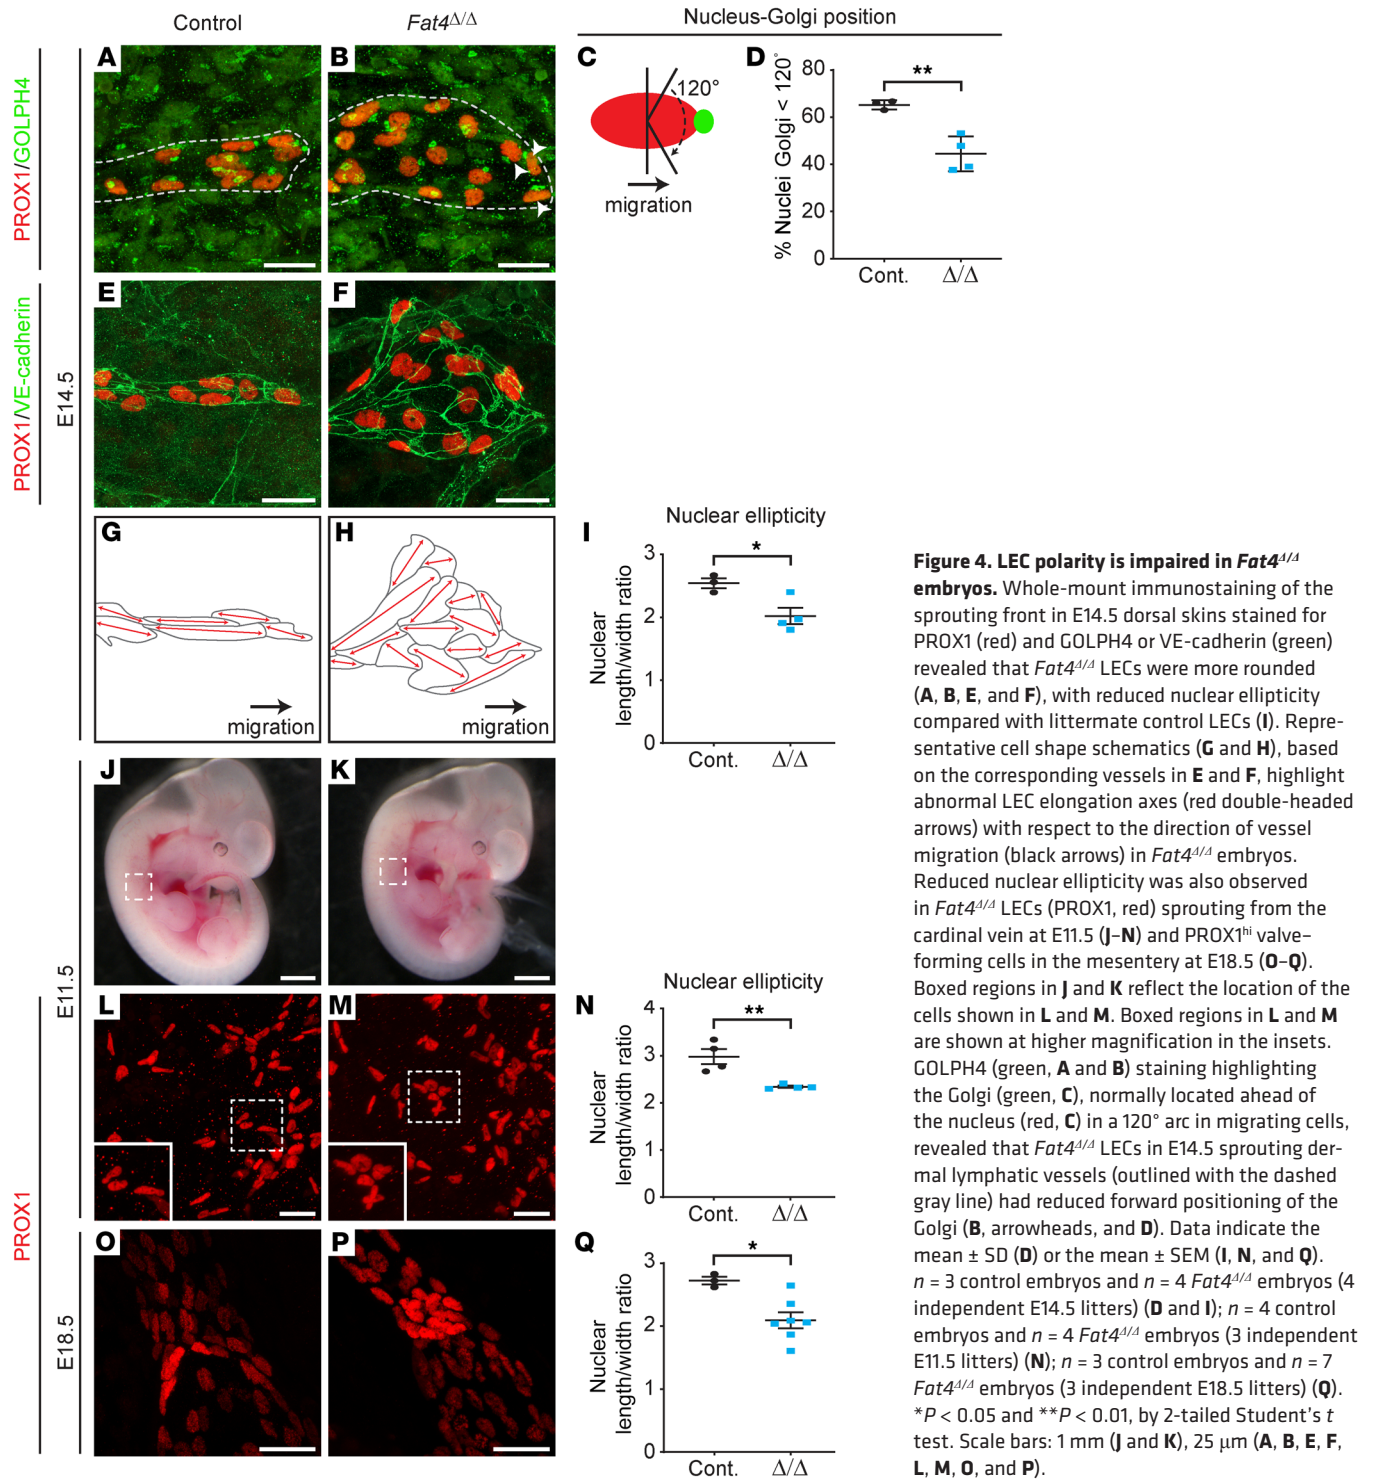 Control
Fat4Δ/Δ
Nucleus-Golgi position
PROX1/GOLPH4
A
B
C
120°
migration
D
% Nuclei Golgi < 120°
80
60
40
20
0
**
Cont.
Δ/Δ
E14.5
PROX1/VE-cadherin
E
F
G
migration
H
migration
I
Nuclear ellipticity
Nuclear
length/width ratio
3
2
1
0
*
Cont.
Δ/Δ
E11.5
J
K
PROX1
L
M
N
Nuclear ellipticity
Nuclear
length/width ratio
4
3
2
1
0
**
Cont.
Δ/Δ
E18.5
O
P
Q
Nuclear
length/width ratio
3
2
1
0
*
Cont.
Δ/Δ
Figure 4. LEC polarity is impaired in Fat4Δ/Δ
embryos. Whole-mount immunostaining of the
sprouting front in E14.5 dorsal skins stained for
PROX1 (red) and GOLPH4 or VE-cadherin (green)
revealed that Fat4Δ/Δ LECs were more rounded
(A, B, E, and F), with reduced nuclear ellipticity
compared with littermate control LECs (I). Repre-
sentative cell shape schematics (G and H), based
on the corresponding vessels in E and F, highlight
abnormal LEC elongation axes (red double-headed
arrows) with respect to the direction of vessel
migration (black arrows) in Fat4Δ/Δ embryos.
Reduced nuclear ellipticity was also observed
in Fat4Δ/Δ LECs (PROX1, red) sprouting from the
cardinal vein at E11.5 (J–N) and PROX1hi valve–
forming cells in the mesentery at E18.5 (O–Q).
Boxed regions in J and K reflect the location of the
cells shown in L and M. Boxed regions in L and M
are shown at higher magnification in the insets.
GOLPH4 (green, A and B) staining highlighting
the Golgi (green, C), normally located ahead of
the nucleus (red, C) in a 120° arc in migrating cells,
revealed that Fat4Δ/Δ LECs in E14.5 sprouting der-
mal lymphatic vessels (outlined with the dashed
gray line) had reduced forward positioning of the
Golgi (B, arrowheads, and D). Data indicate the
mean ± SD (D) or the mean ± SEM (I, N, and Q).
n = 3 control embryos and n = 4 Fat4Δ/Δ embryos (4
independent E14.5 litters) (D and I); n = 4 control
embryos and n = 4 Fat4Δ/Δ embryos (3 independent
E11.5 litters) (N); n = 3 control embryos and n = 7
Fat4Δ/Δ embryos (3 independent E18.5 litters) (Q).
*P < 0.05 and **P < 0.01, by 2-tailed Student's t
test. Scale bars: 1 mm (J and K), 25 μm (A, B, E, F,
L, M, O, and P).